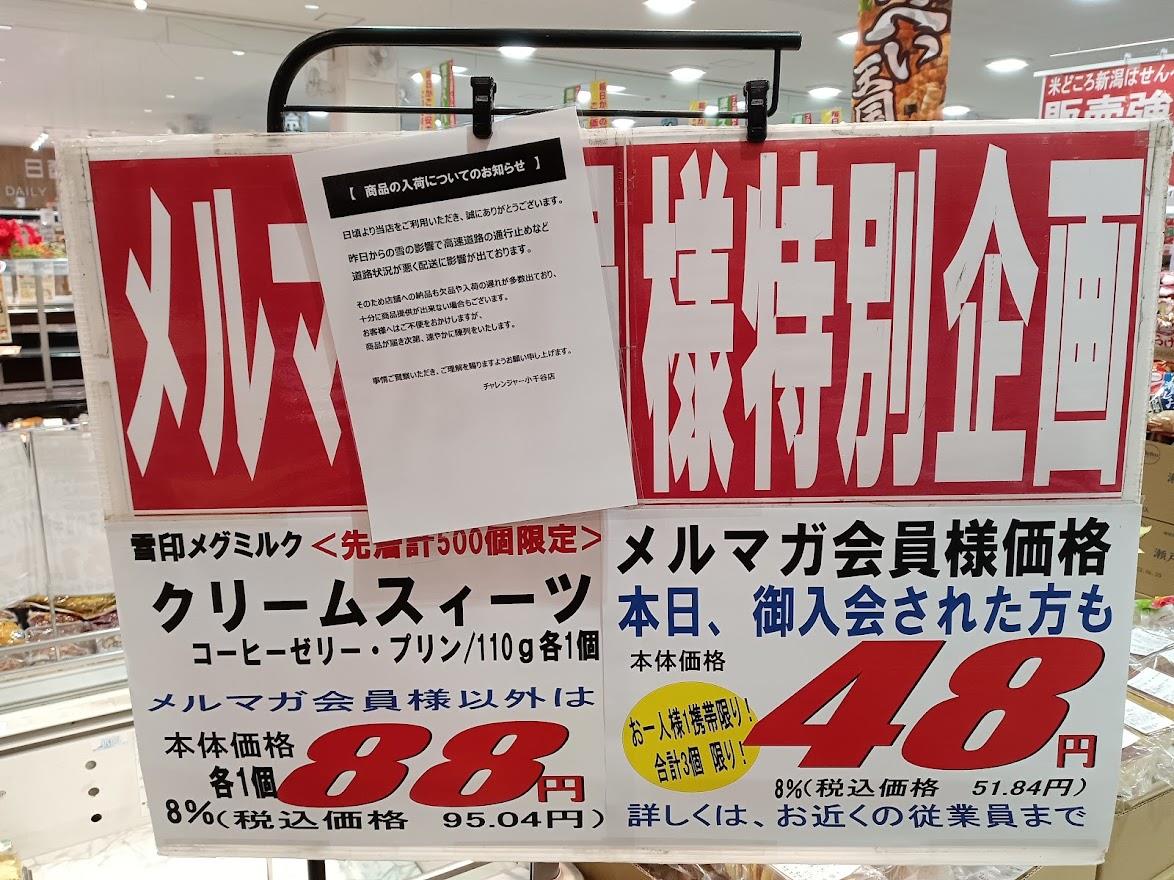 メルマ
様特別企画
【 商品の入荷についてのお知らせ 】
日頃より当店をご利用いただき、誠にありがとうございます。
昨日からの雪の影響で高速道路の通行止めなど
道路状況が悪く配送に影響が出ております。
そのため店舗への納品も欠品や入荷の遅れが多数出ており、
十分に商品提供が出来ない場合もございます。
お客様へはご不便をおかけしますが、
商品が届き次第、速やかに陳列をいたします。
事情ご賢察いただき、ご理解を賜りますようお願い申し上げます。
チャレンジャー小千谷店
雪印メグミルク <先着計500個限定>
クリームスィーツ
コーヒーゼリー・プリン/110g各1個
メルマガ会員様以外は
本体価格
各1個
88円
8%(税込価格 95.04円)
メルマガ会員様価格
本日、御入会された方も
本体価格
48円
お一人様1携帯限り!
合計3個 限り!
8%(税込価格 51.84円)
詳しくは、お近くの従業員まで
米どころ新潟はせん
販売強
DAILY